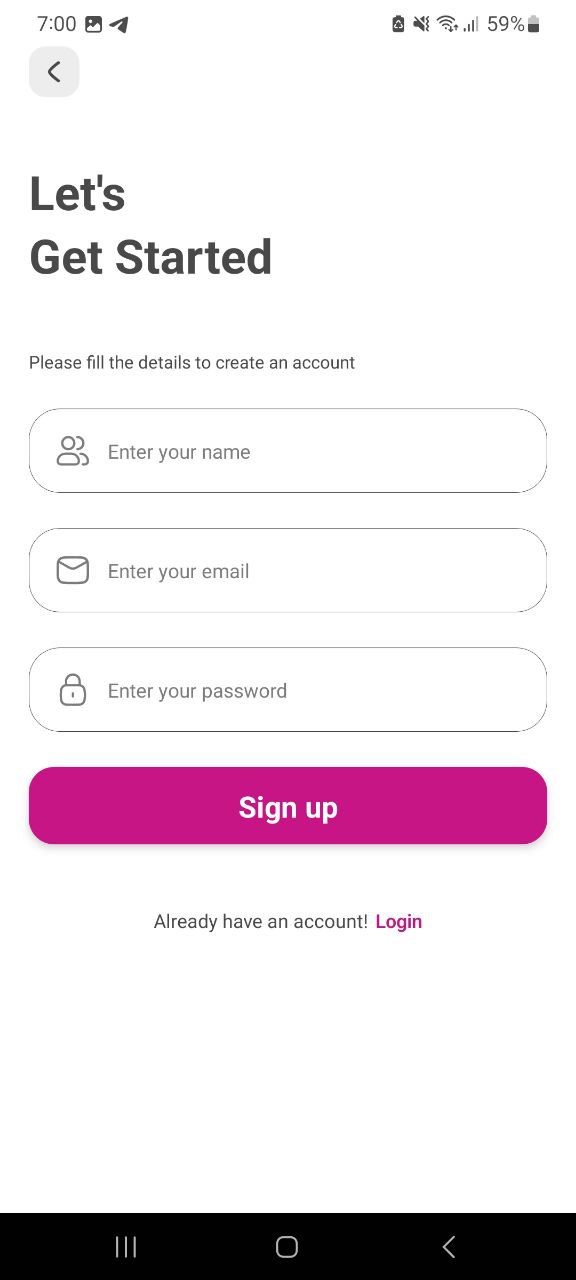 7:00 59%
Let's
Get Started
Please fill the details to create an account
Enter your name
Enter your email
Enter your password
Sign up
Already have an account! Login